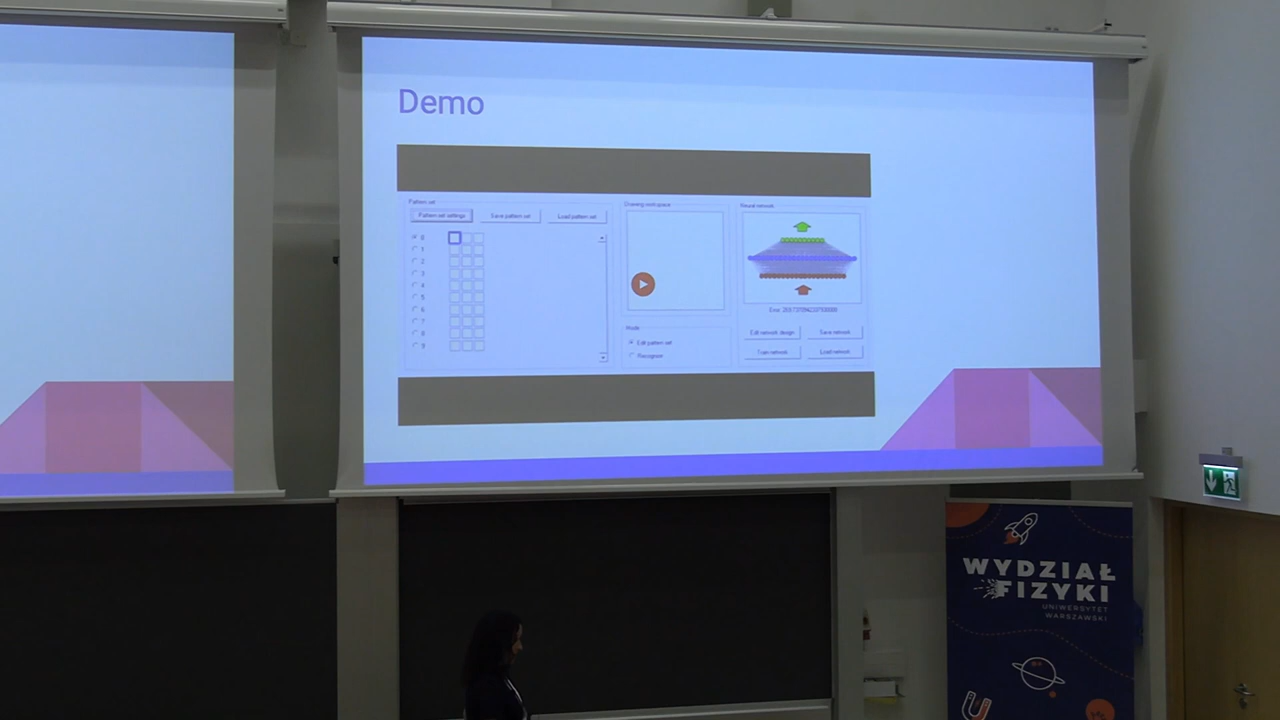 Demo
Pattern set
Pattern set settings
Save pattern set
Load pattern set
0
1
2
3
4
5
6
7
8
9
Drawing workspace
Mode
Edit pattern set
Recognise
Neural network
Edit network design
Save network
Train network
Load network
WYDZIAŁ
FIZYKI
UNIWERSYTET
WARSZAWSKI